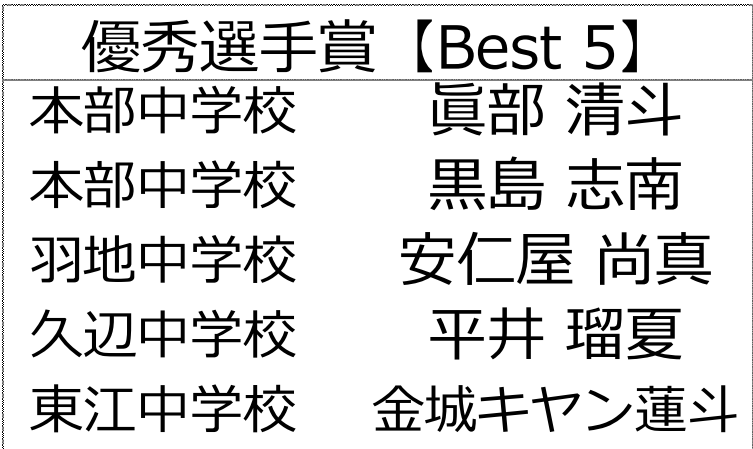 優秀選手賞【Best 5】
本部中学校 眞部 清斗
本部中学校 黒島 志南
羽地中学校 安仁屋 尚真
久辺中学校 平井 瑠夏
東江中学校 金城キヤン蓮斗